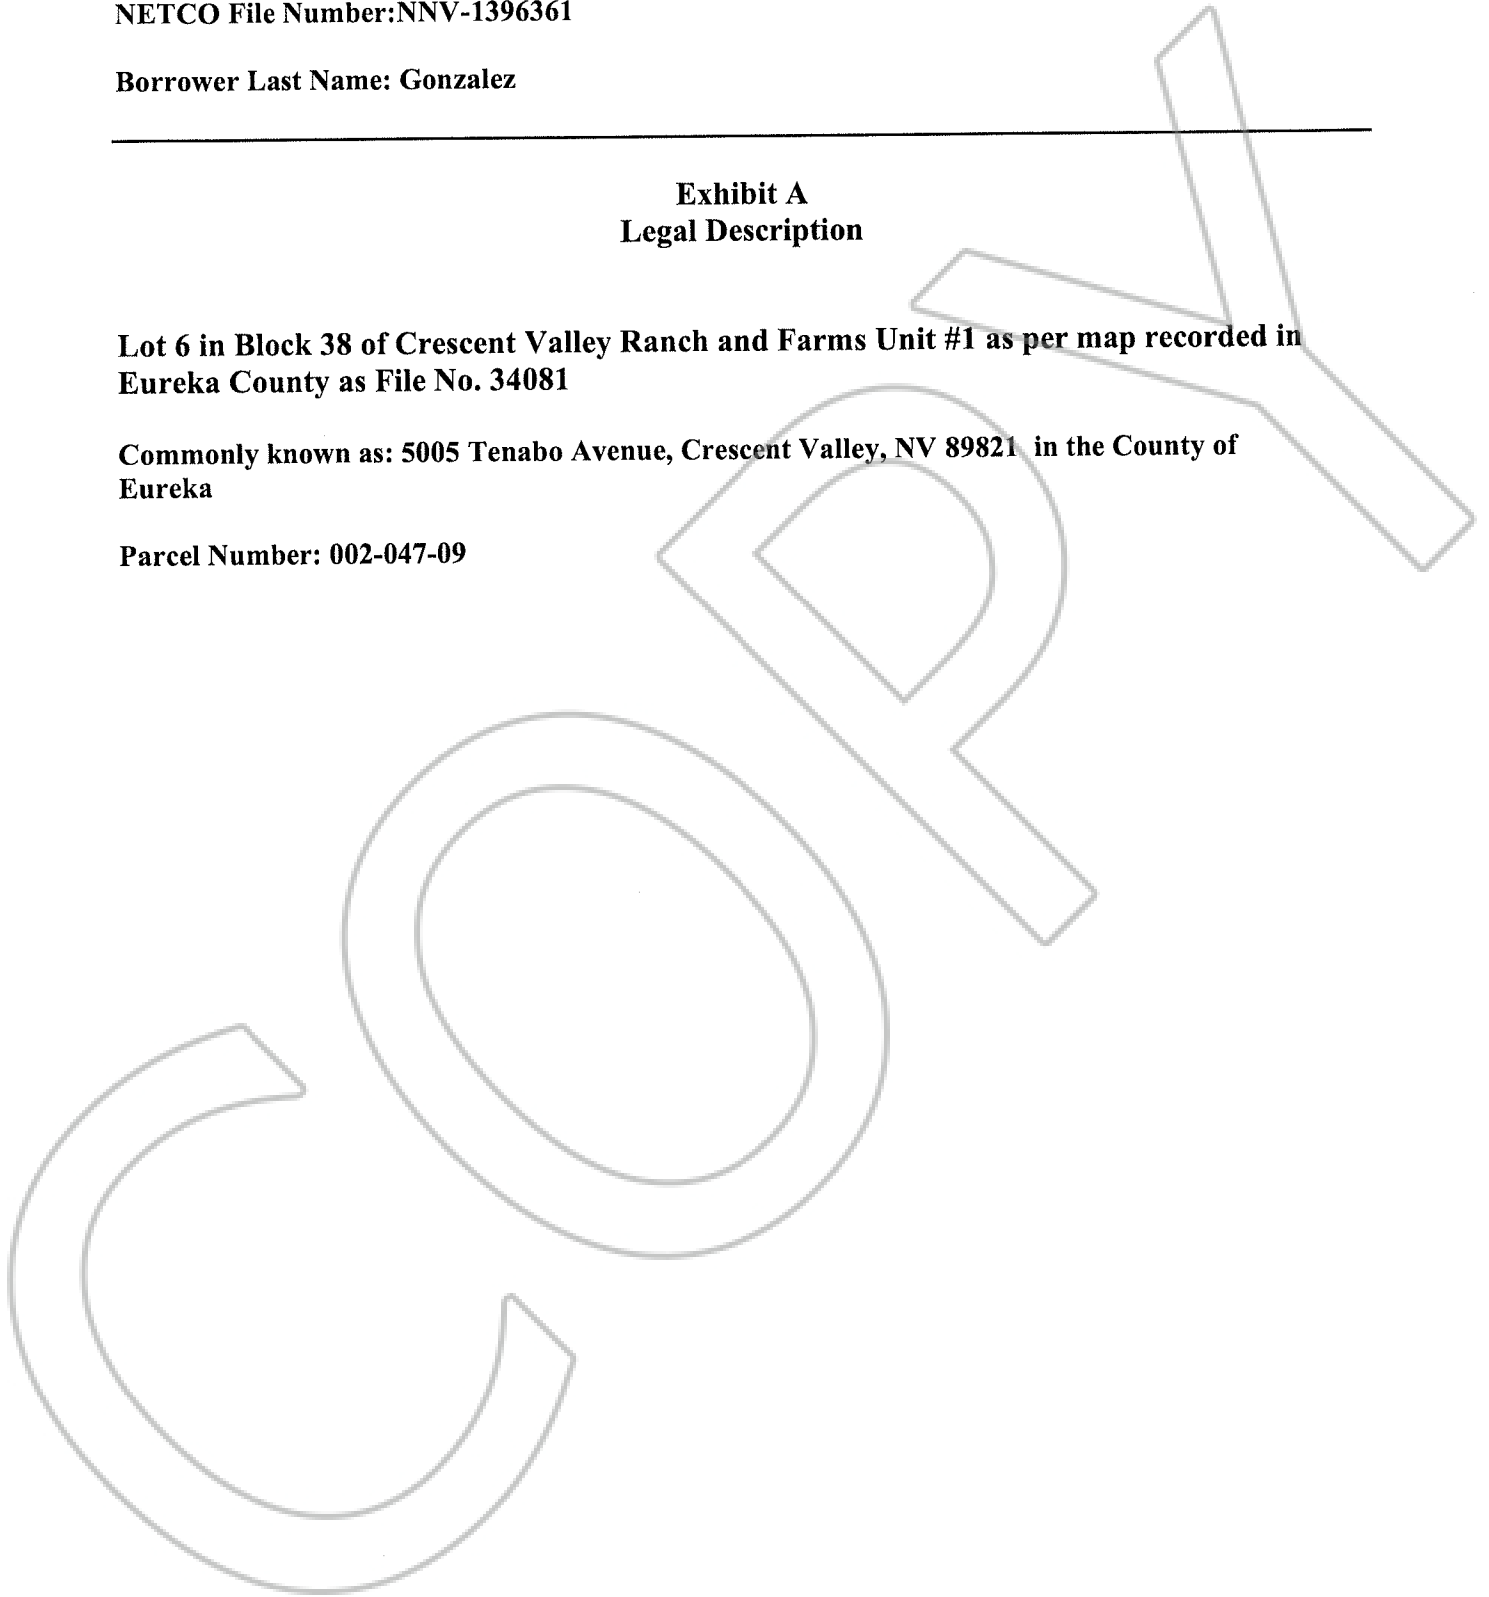 NETCO File Number:NNV-1396361
Borrower Last Name: Gonzalez
Exhibit A
Legal Description
Lot 6 in Block 38 of Crescent Valley Ranch and Farms Unit #1 as per map recorded in
Eureka County as File No. 34081
Commonly known as: 5005 Tenabo Avenue, Crescent Valley, NV 89821 in the County of
Eureka
Parcel Number: 002-047-09
COPY